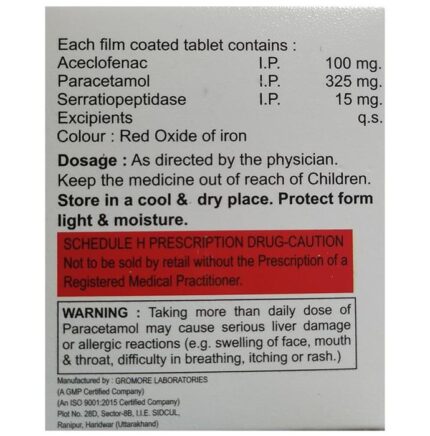 Each film coated tablet contains :
Aceclofenac I.P. 100 mg.
Paracetamol I.P. 325 mg.
Serratiopeptidase I.P. 15 mg.
Excipients q.s.
Colour : Red Oxide of iron
Dosage : As directed by the physician.
Keep the medicine out of reach of Children.
Store in a cool & dry place. Protect form
light & moisture.
SCHEDULE H PRESCRIPTION DRUG-CAUTION
Not to be sold by retail without the Prescription of a
Registered Medical Practitioner.
WARNING : Taking more than daily dose of
Paracetamol may cause serious liver damage
or allergic reactions (e.g. swelling of face, mouth
& throat, difficulty in breathing, itching or rash.)
Manufactured by : GROMORE LABORATORIES
(A GMP Certified Company)
(An ISO 9001:2015 Certified Company)
Plot No. 28D, Sector-8B, I.I.E. SIDCUL,
Ranipur, Haridwar (Uttarakhand)